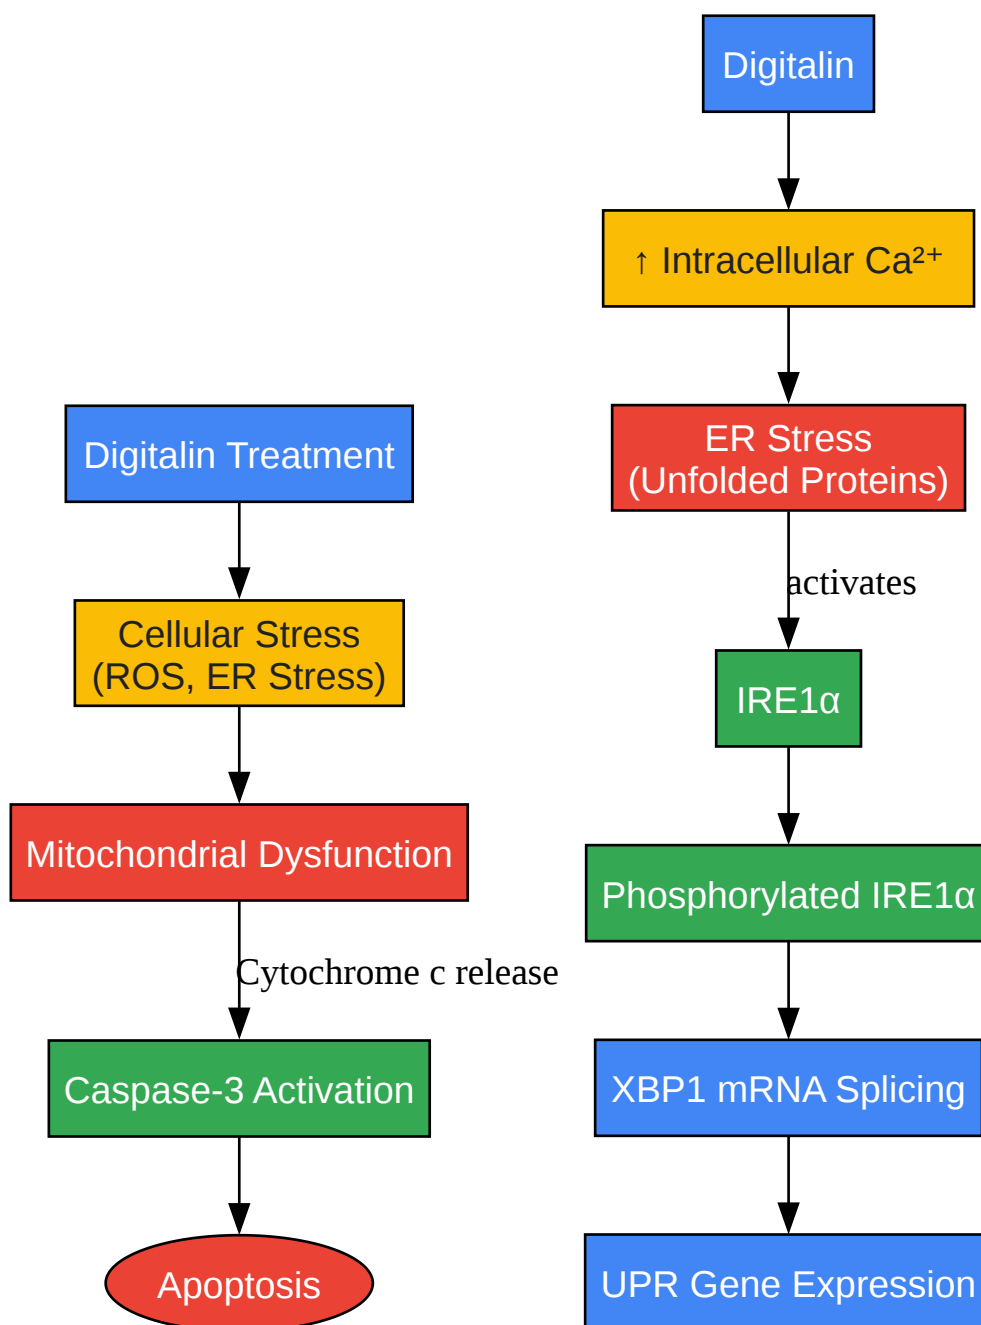 Digitalin Treatment
Cellular Stress
(ROS, ER Stress)
Mitochondrial Dysfunction
Cytochrome c release
Caspase-3 Activation
Apoptosis
Digitalin
↑ Intracellular Ca²⁺
ER Stress
(Unfolded Proteins)
activates
IRE1α
Phosphorylated IRE1α
XBP1 mRNA Splicing
UPR Gene Expression